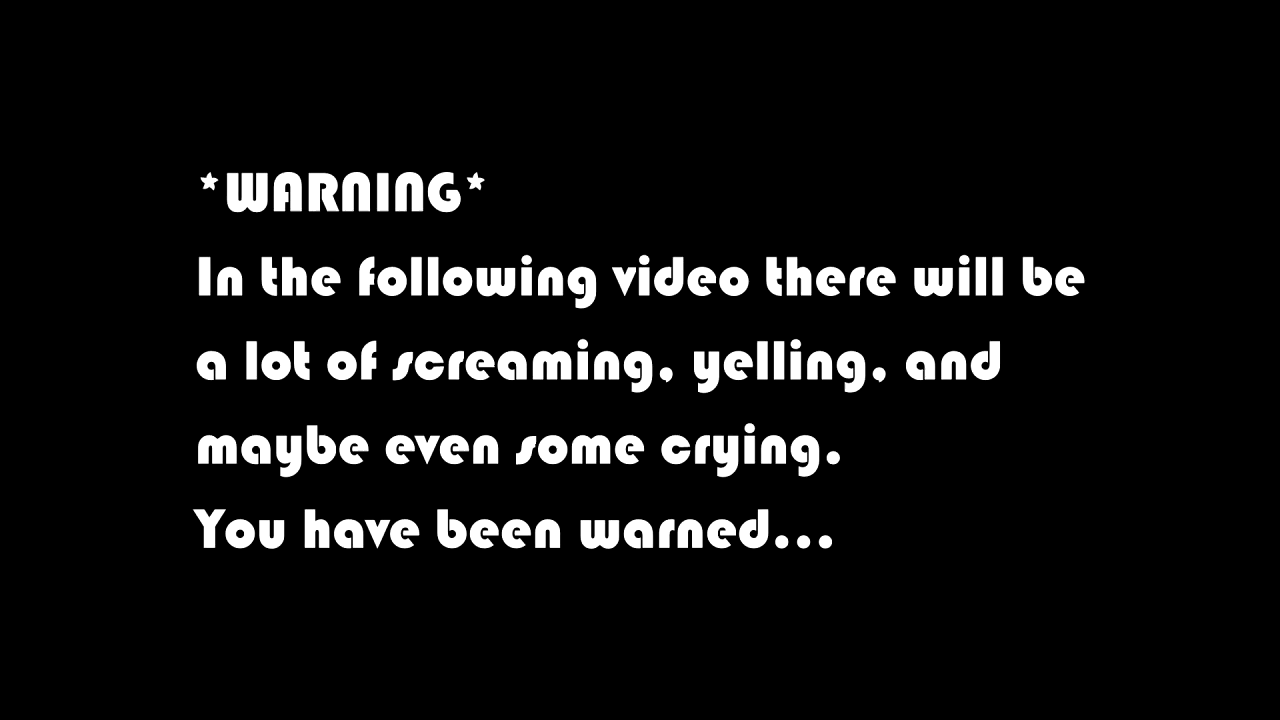 *WARNING*
In the following video there will be
a lot of screaming, yelling, and
maybe even some crying.
You have been warned...